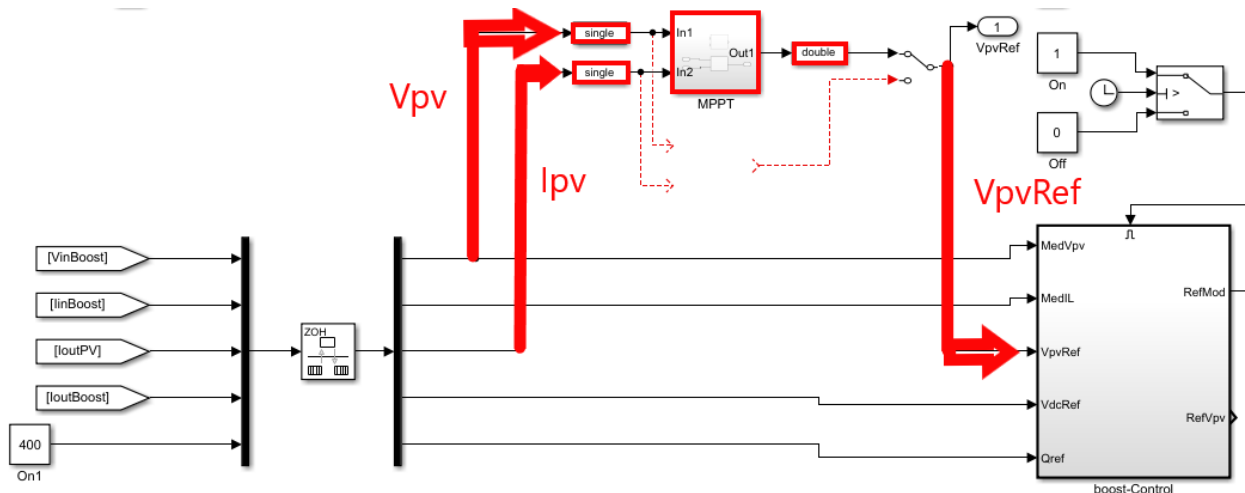 1
VpvRef
single
In1
Out1
double
single
In2
MPPT
Vpv
Ipv
VpvRef
1
On
>
0
Off
[VinBoost]
[IinBoost]
[IoutPV]
[IoutBoost]
400
On1
ZOH
MedVpv
MedIL
VpvRef
VdcRef
Qref
RefMod
RefVpv
boost-Control